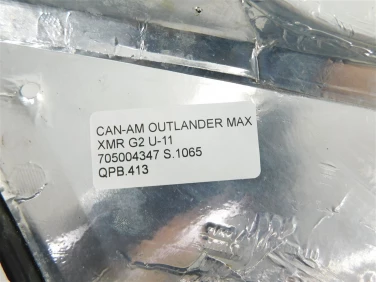 CAN-AM OUTLANDER MAX
XMR G2 U-11
705004347 S.1065
QPB.413